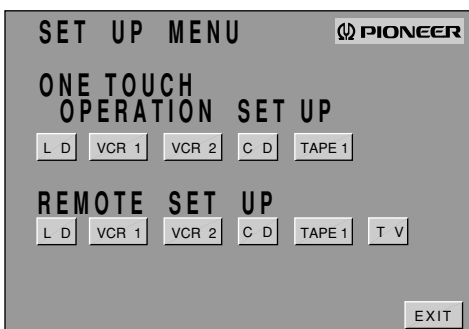 SET UP MENU PIONEER
ONE TOUCH
OPERATION SET UP
L D VCR 1 VCR 2 C D TAPE 1
REMOTE SET UP
L D VCR 1 VCR 2 C D TAPE 1 T V
EXIT